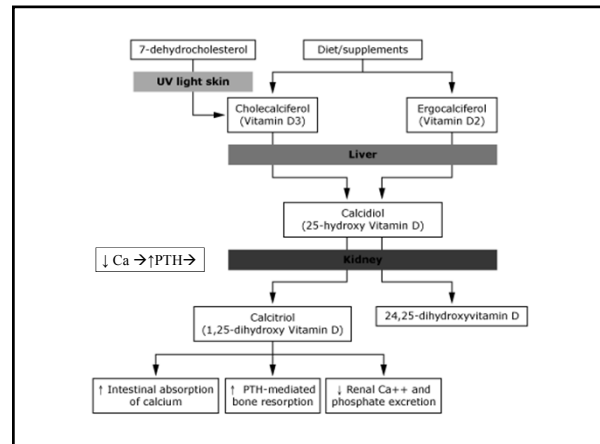 7-dehydrocholesterol
Diet/supplements
UV light skin
Cholecalciferol
(Vitamin D3)
Ergocalciferol
(Vitamin D2)
Liver
Calcidiol
(25-hydroxy Vitamin D)
↓ Ca →↑PTH→
Kidney
Calcitriol
(1,25-dihydroxy Vitamin D)
24,25-dihydroxyvitamin D
↑ Intestinal absorption
of calcium
↑ PTH-mediated
bone resorption
↓ Renal Ca++ and
phosphate excretion